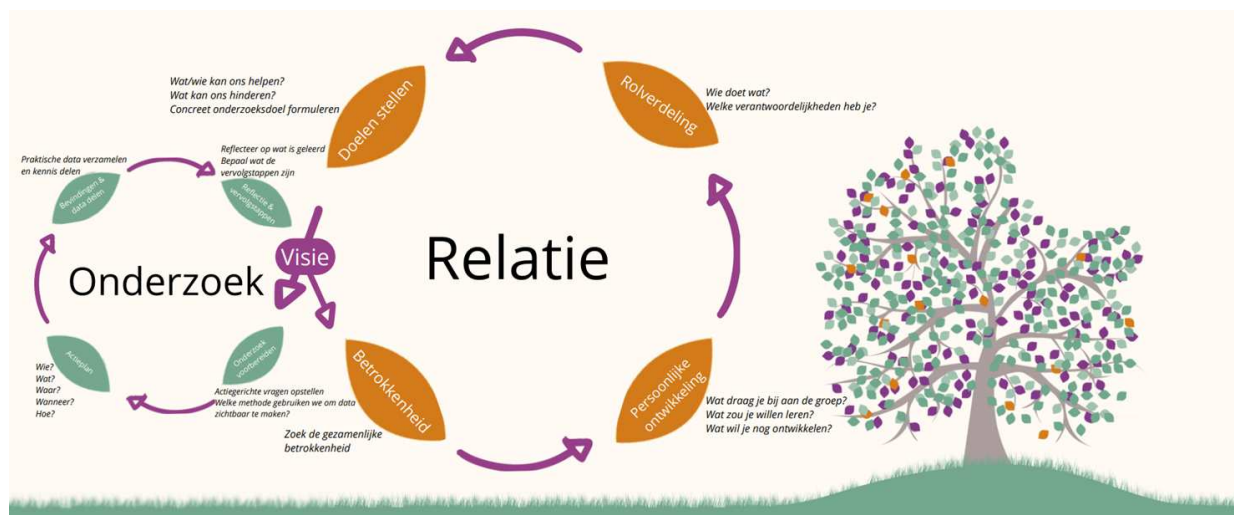 Wat/wie kan ons helpen?
Wat kan ons hinderen?
Concreet onderzoeksdoel formuleren
Doelen stellen
Rolverdeling
Wie doet wat?
Welke verantwoordelijkheden heb je?
Praktische data verzamelen
en kennis delen
Bevindingen &
data delen
Reflecteer op wat is geleerd
Bepaal wat de
vervolgstappen zijn
Reflectie &
vervolgstappen
Visie
Onderzoek
Relatie
Actieplan
Wie?
Wat?
Waar?
Wanneer?
Hoe?
Onderzoek
voorbereiden
Actiegerichte vragen opstellen
Welke methode gebruiken we om data
zichtbaar te maken?
Betrokkenheid
Zoek de gezamenlijke
betrokkenheid
Persoonlijke
ontwikkeling
Wat draag je bij aan de groep?
Wat zou je willen leren?
Wat wil je nog ontwikkelen?